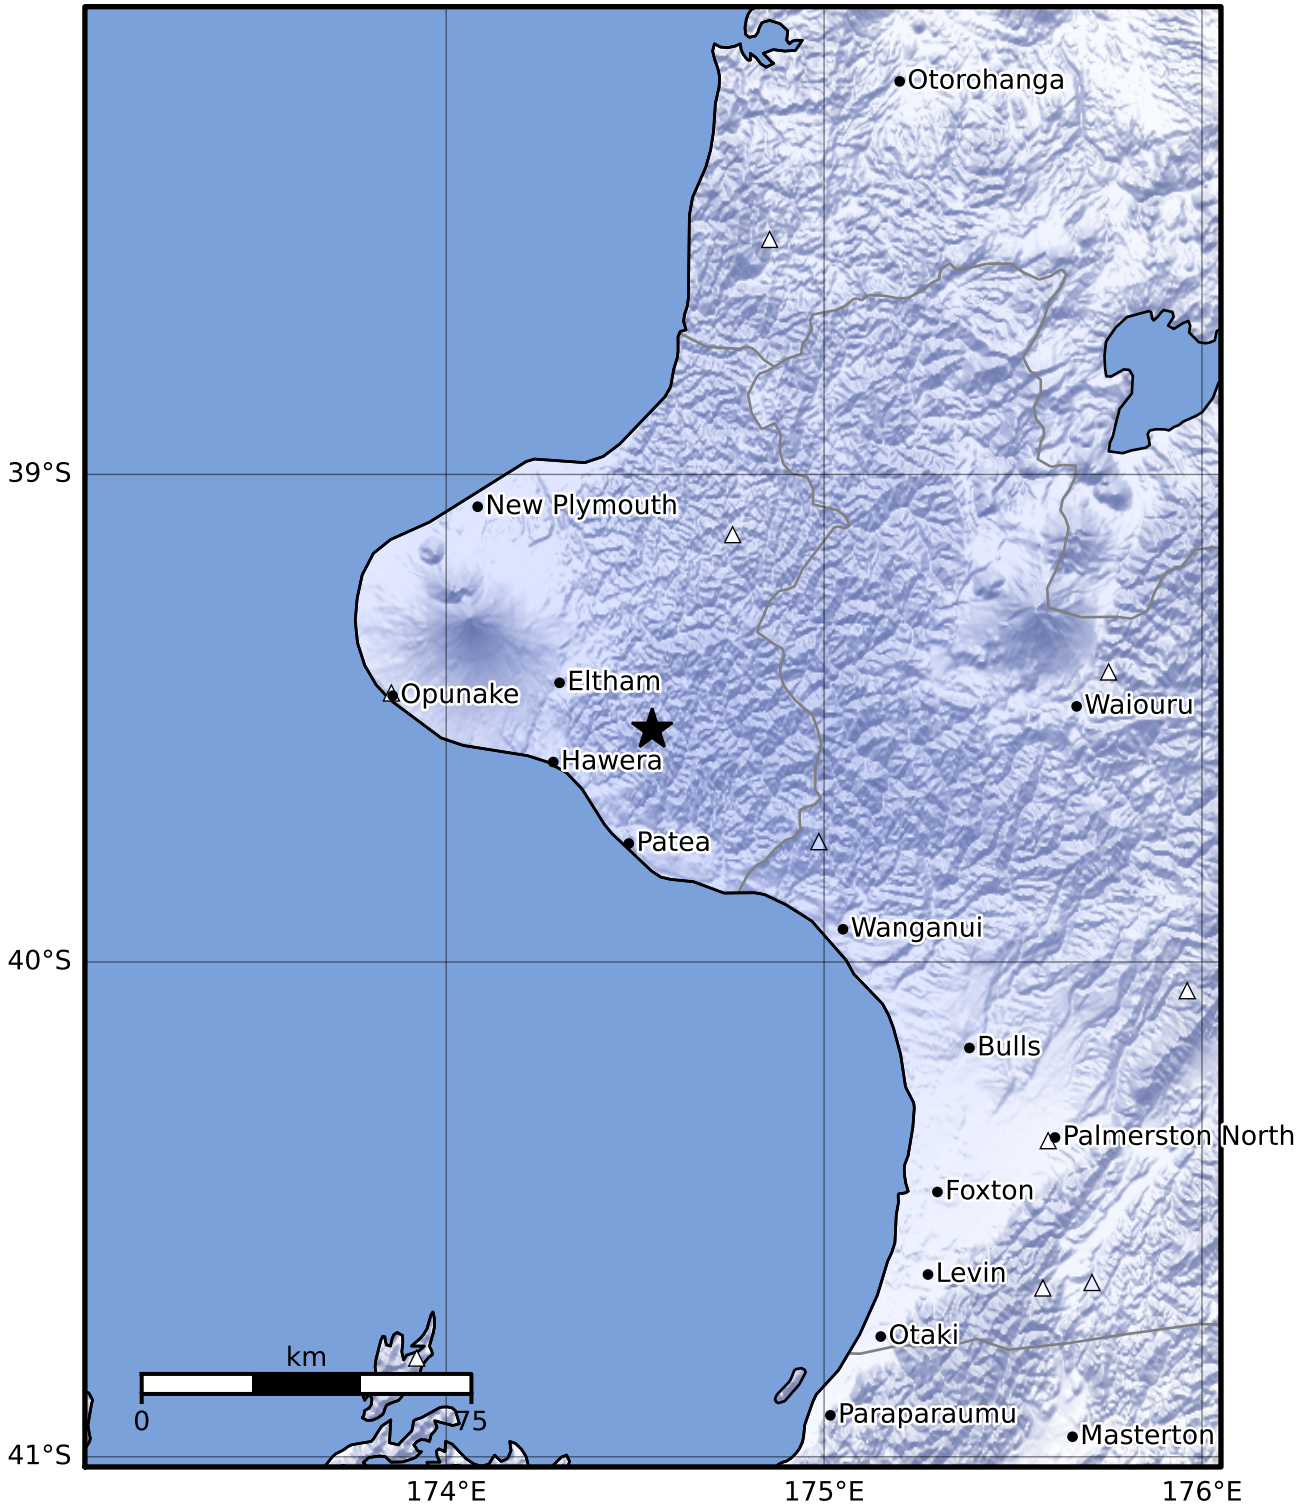 Otorohanga
39°S
New Plymouth
Eltham
Opunake
Waiouru
Hawera
Patea
Wanganui
40°S
Bulls
Palmerston North
Foxton
Levin
Otaki
km
0
75
Paraparaumu
Masterton
41°S
174°E
175°E
176°E